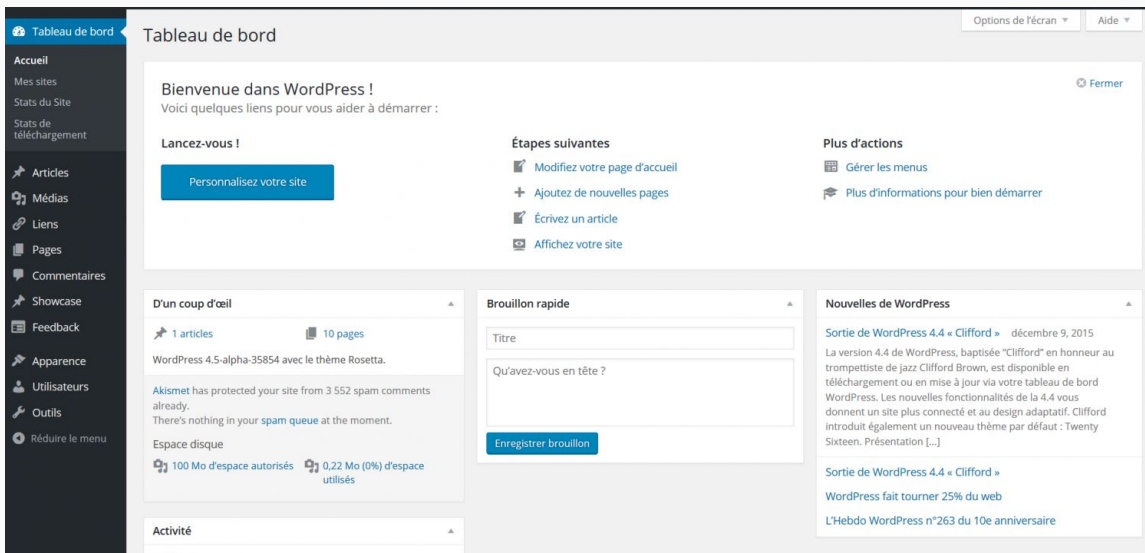 Tableau de bord
Accueil
Mes sites
Stats du Site
Stats de
téléchargement
Articles
Médias
Liens
Pages
Commentaires
Showcase
Feedback
Apparence
Utilisateurs
Outils
Réduire le menu
Options de l'écran
Aide
Tableau de bord
Bienvenue dans WordPress !
Fermer
Voici quelques liens pour vous aider à démarrer :
Lancez-vous !
Personnalisez votre site
Étapes suivantes
Modifiez votre page d'accueil
Ajoutez de nouvelles pages
Écrivez un article
Affichez votre site
Plus d'actions
Gérer les menus
Plus d'informations pour bien démarrer
D'un coup d'œil
1 articles
10 pages
WordPress 4.5-alpha-35854 avec le thème Rosetta.
Akismet has protected your site from 3 552 spam comments
already.
There's nothing in your spam queue at the moment.
Espace disque
100 Mo d'espace autorisés
0,22 Mo (0%) d'espace
utilisés
Activité
Brouillon rapide
Titre
Qu'avez-vous en tête ?
Enregistrer brouillon
Nouvelles de WordPress
Sortie de WordPress 4.4 « Clifford » décembre 9, 2015
La version 4.4 de WordPress, baptisée "Clifford" en honneur au
trompettiste de jazz Clifford Brown, est disponible en
téléchargement ou en mise à jour via votre tableau de bord
WordPress. Les nouvelles fonctionnalités de la 4.4 vous
donnent un site plus connecté et au design adaptatif. Clifford
introduit également un nouveau thème par défaut : Twenty
Sixteen. Présentation [...]
Sortie de WordPress 4.4 « Clifford »
WordPress fait tourner 25% du web
L'Hebdo WordPress n°263 du 10e anniversaire